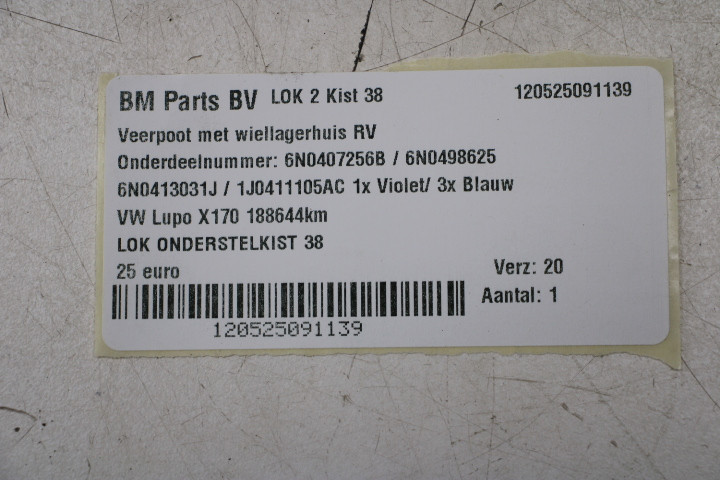 BM Parts BV LOK 2 Kist 38 120525091139
Veerpoot met wiellagerhuis RV
Onderdeelnummer: 6N0407256B / 6N0498625
6N0413031J / 1J0411105AC 1x Violet/ 3x Blauw
VW Lupo X170 188644km
LOK ONDERSTELKIST 38
25 euro Verz: 20
Aantal: 1
120525091139